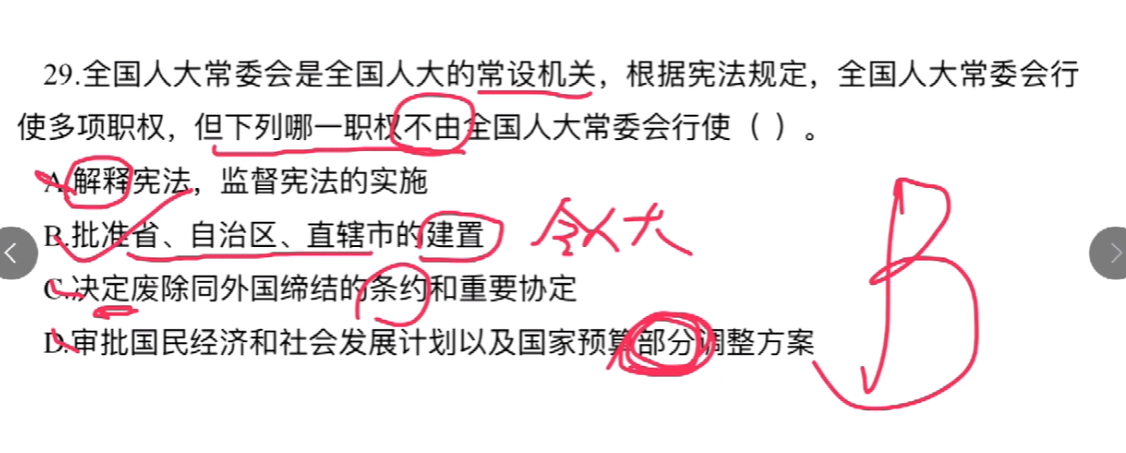 29.全国人大常委会是全国人大的常设机关，根据宪法规定，全国人大常委会行
使多项职权，但下列哪一职权不由全国人大常委会行使（ ）。
A.解释宪法，监督宪法的实施
B.批准省、自治区、直辖市的建置 全人大
C.决定废除同外国缔结的条约和重要协定
D.审批国民经济和社会发展计划以及国家预算部分调整方案
B